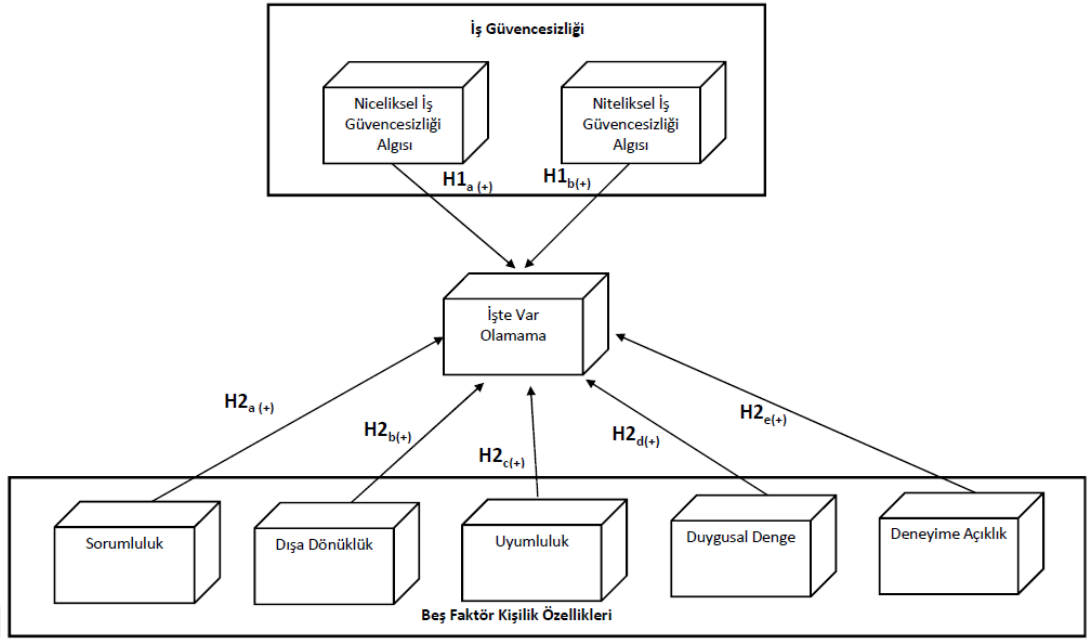 İş Güvencesizliği
Niceliksel İş
Güvencesizliği
Algısı
Niteliksel İş
Güvencesizliği
Algısı
H1a (+)
H1b(+)
İşte Var
Olamama
H2a (+)
H2b(+)
H2c(+)
H2d(+)
H2e(+)
Sorumluluk
Dışa Dönüklük
Uyumluluk
Duygusal Denge
Deneyime Açıklık
Beş Faktör Kişilik Özellikleri